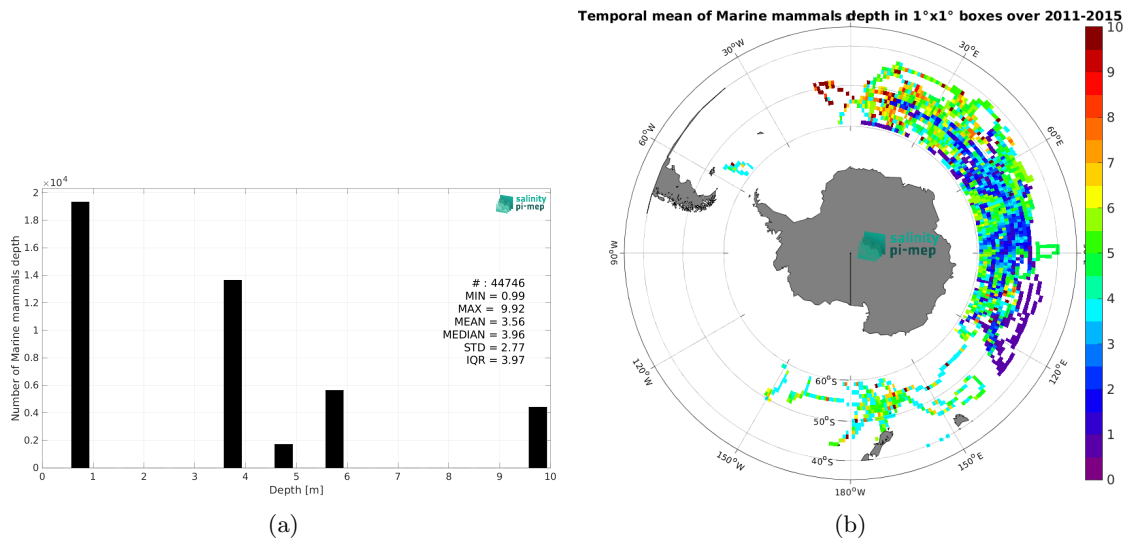 2 ×10⁴
1.8
1.6
1.4
1.2
1
0.8
0.6
0.4
0.2
0
Number of Marine mammals depth
0 1 2 3 4 5 6 7 8 9 10
Depth [m]
salinity
pi-mep
# : 44746
MIN = 0.99
MAX = 9.92
MEAN = 3.56
MEDIAN = 3.96
STD = 2.77
IQR = 3.97
(a)
Temporal mean of Marine mammals depth in 1°x1° boxes over 2011-2015
30°W
30°E
60°W
60°E
90°W
120°W
120°E
150°W
150°E
180°W
60°S
50°S
40°S
salinity
pi-mep
10
9
8
7
6
5
4
3
2
1
0
(b)